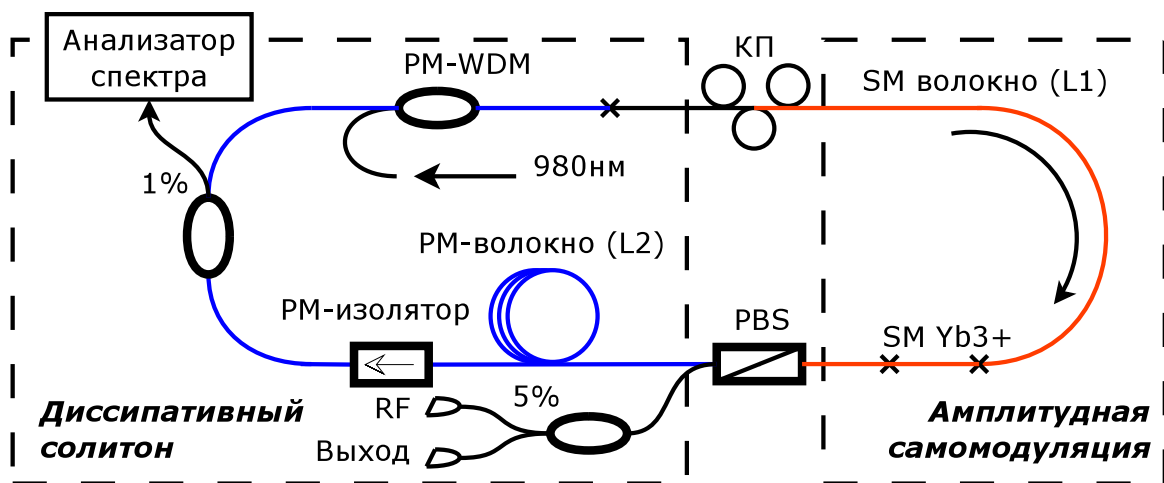 Анализатор
спектра
PM-WDM
КП
SM волокно (L1)
1%
980нм
PM-волокно (L2)
PM-изолятор
PBS
SM Yb3+
RF
5%
Выход
Диссипативный
солитон
Амплитудная
самомодуляция